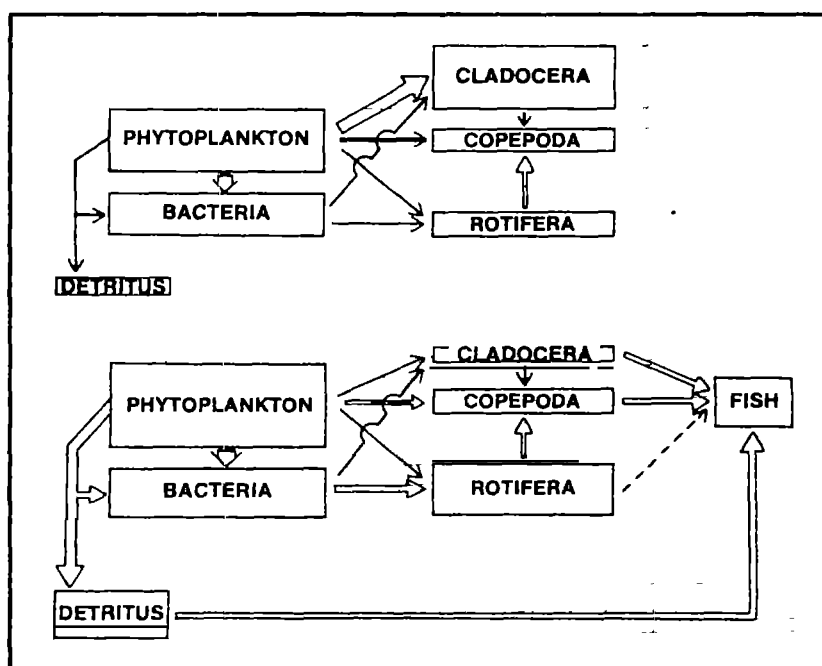 CLADOCERA
PHYTOPLANKTON
COPEPODA
BACTERIA
ROTIFERA
DETRITUS
CLADOCERA
PHYTOPLANKTON
COPEPODA
FISH
BACTERIA
ROTIFERA
DETRITUS